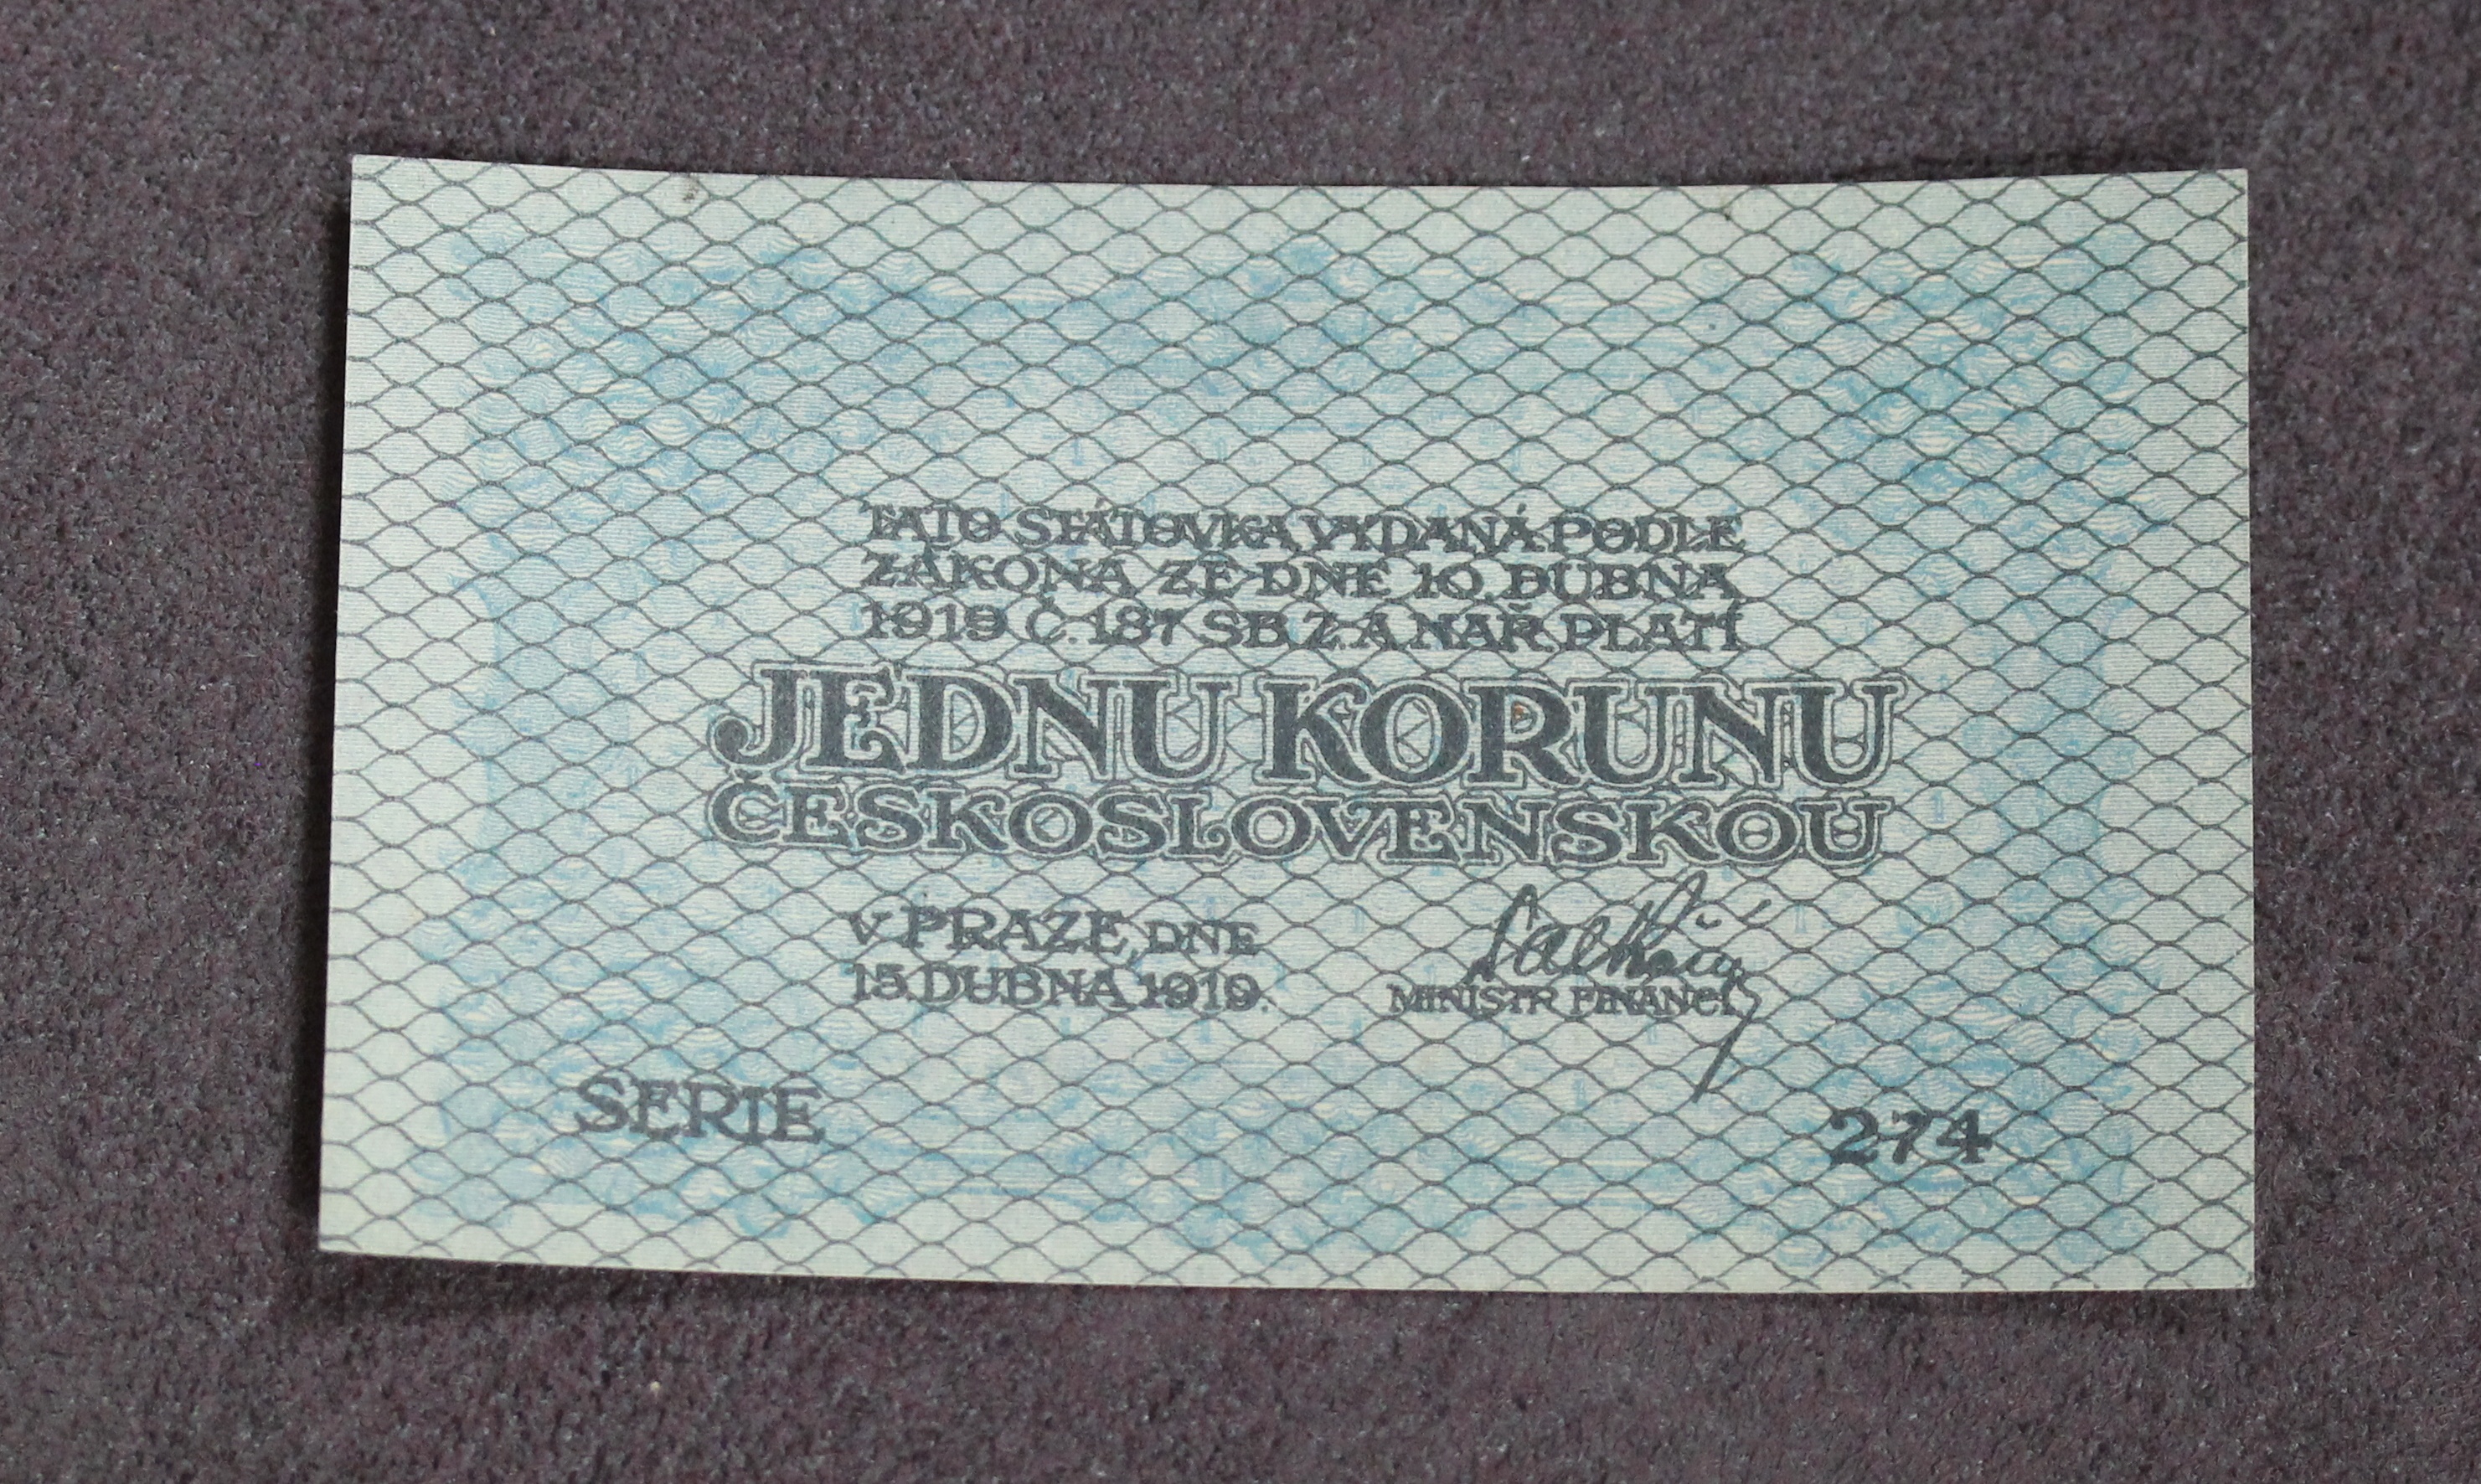 TATO STÁTOVKA, VYDANÁ PODLE
ZÁKONA ZE DNE 10. DUBNA
1919 Č. 187 SB. Z. A NAŘ. PLATÍ
JEDNU KORUNU
ČESKOSLOVENSKOU
V PRAZE, DNE
15. DUBNA 1919.
MINISTR FINANCÍ
SERIE
274